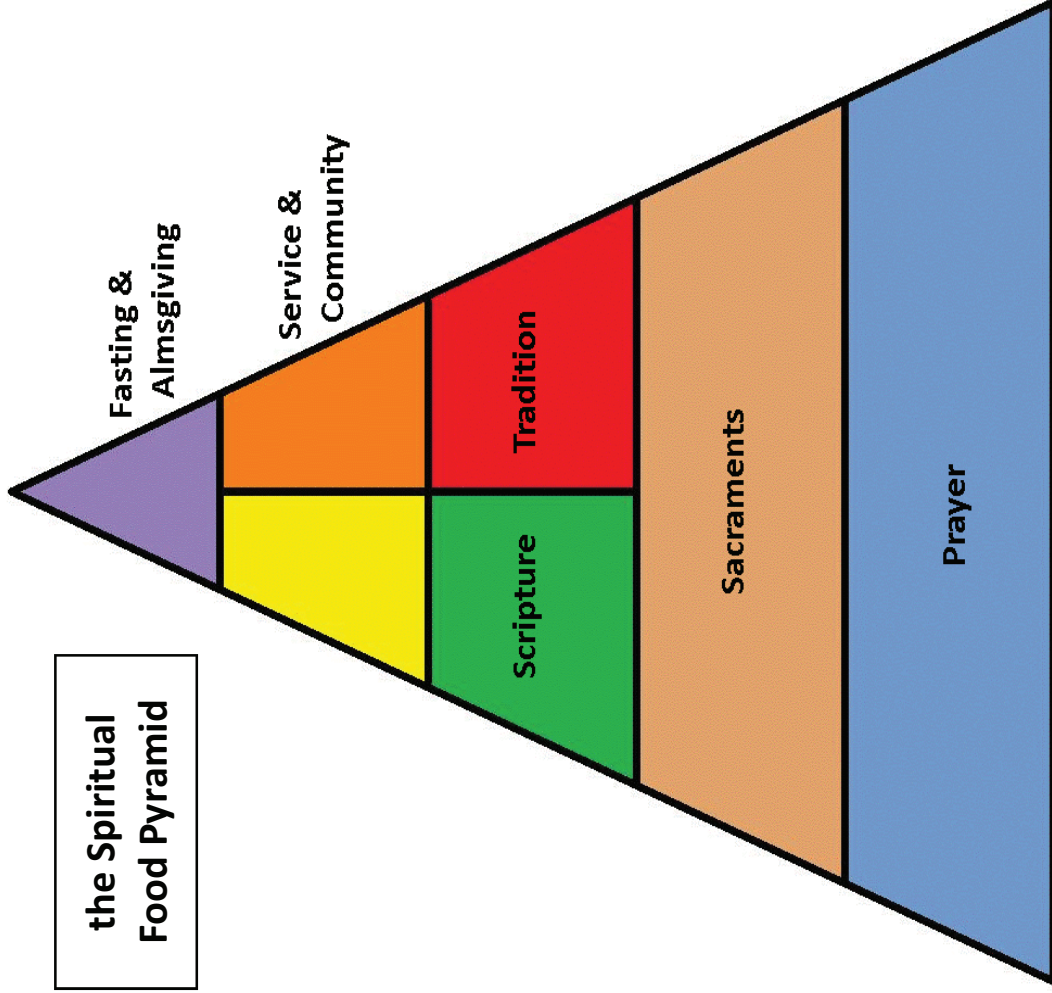 the Spiritual
Food Pyramid
Fasting &
Almsgiving
Service &
Community
Scripture
Tradition
Sacraments
Prayer